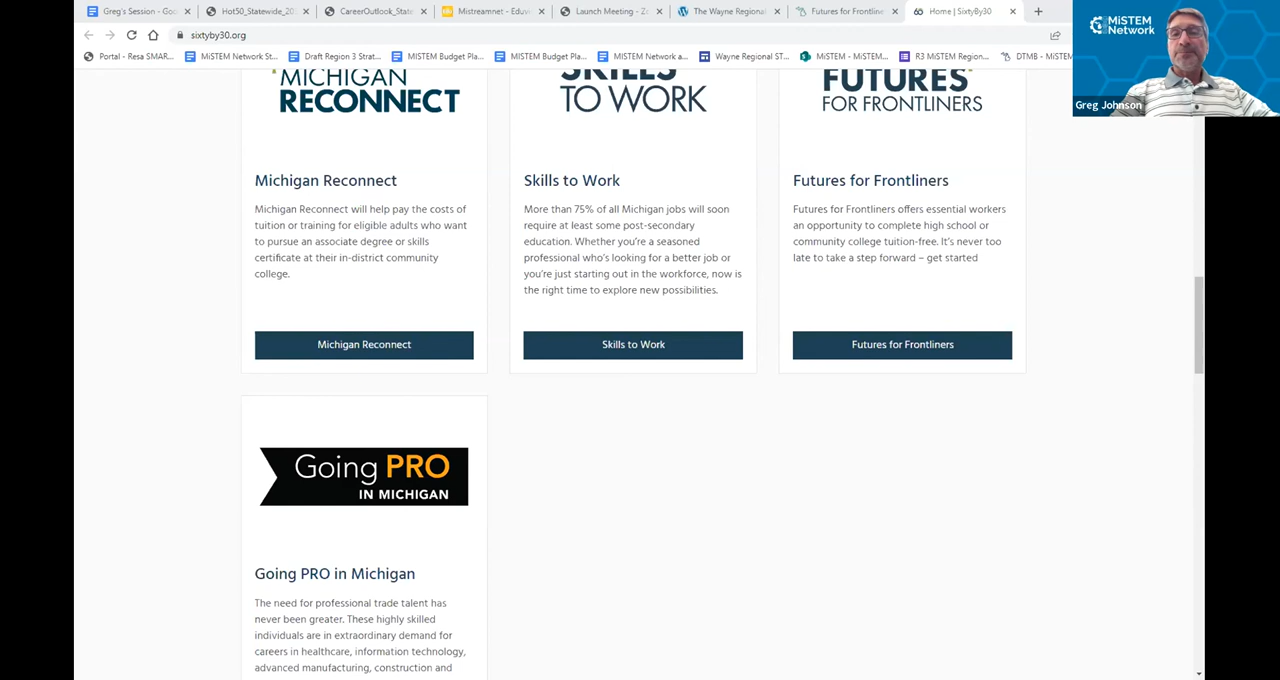 Greg's Session - Goo
Hot50_Statewide_20
CareerOutlook_State
Mistreamnet - Eduvi
Launch Meeting - Zo
The Wayne Regional
Futures for Frontline
Home | SixtyBy30
sixtyby30.org
Portal - Resa SMAR...
MiSTEM Network St...
Draft Region 3 Strat...
MISTEM Budget Pla...
MISTEM Budget Pla...
MISTEM Network a...
Wayne Regional ST...
MiSTEM - MiSTEM...
R3 MiSTEM Region...
DTMB - MiSTEM
MiSTEM
Network
Greg Johnson
MICHIGAN
RECONNECT
SKILLS
TO WORK
FUTURES
FOR FRONTLINERS
Michigan Reconnect
Michigan Reconnect will help pay the costs of
tuition or training for eligible adults who want
to pursue an associate degree or skills
certificate at their in-district community
college.
Michigan Reconnect
Skills to Work
More than 75% of all Michigan jobs will soon
require at least some post-secondary
education. Whether you're a seasoned
professional who's looking for a better job or
you're just starting out in the workforce, now is
the right time to explore new possibilities.
Skills to Work
Futures for Frontliners
Futures for Frontliners offers essential workers
an opportunity to complete high school or
community college tuition-free. It's never too
late to take a step forward – get started
Futures for Frontliners
Going PRO
IN MICHIGAN
Going PRO in Michigan
The need for professional trade talent has
never been greater. These highly skilled
individuals are in extraordinary demand for
careers in healthcare, information technology,
advanced manufacturing, construction and